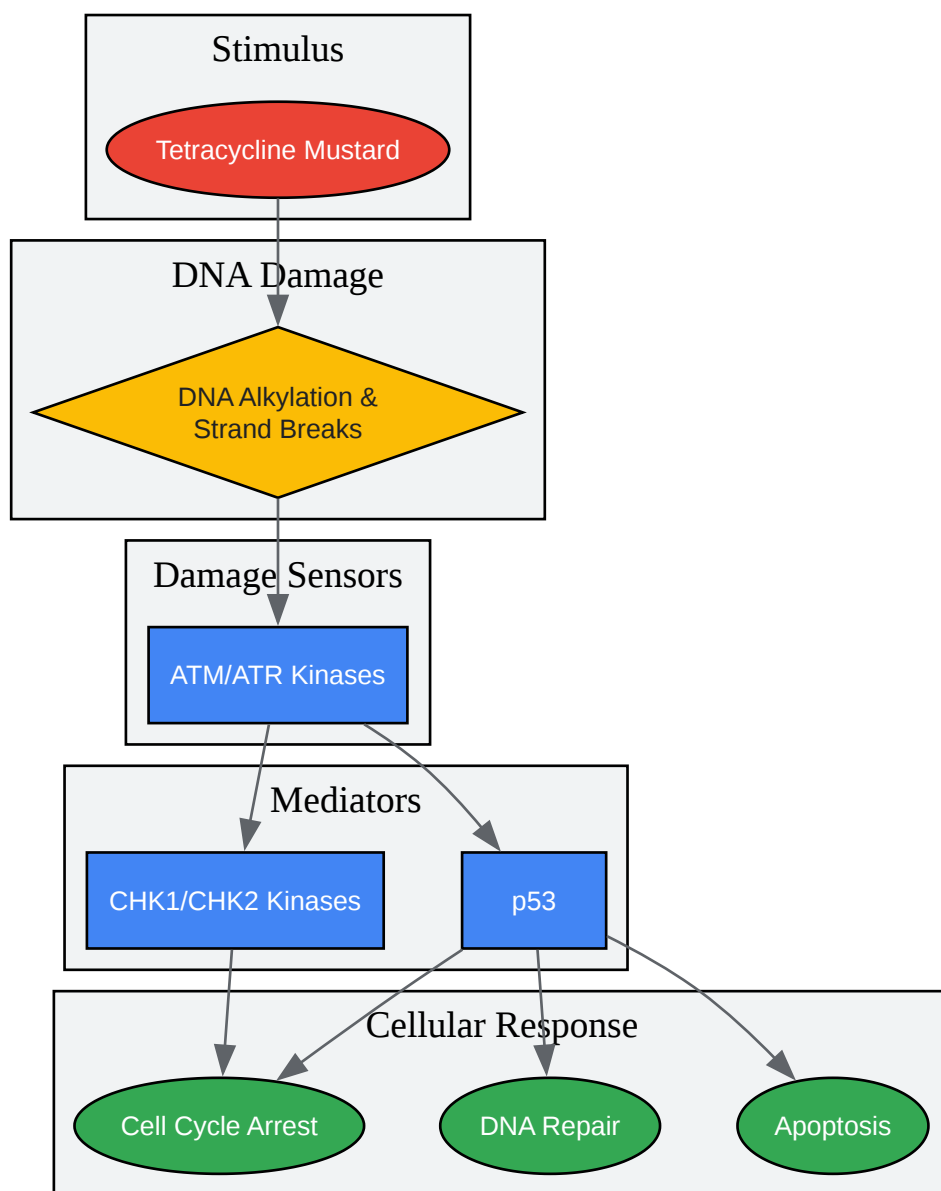 Stimulus
Tetracycline Mustard
DNA Damage
DNA Alkylation &
Strand Breaks
Damage Sensors
ATM/ATR Kinases
Mediators
CHK1/CHK2 Kinases
p53
Cellular Response
Cell Cycle Arrest
DNA Repair
Apoptosis